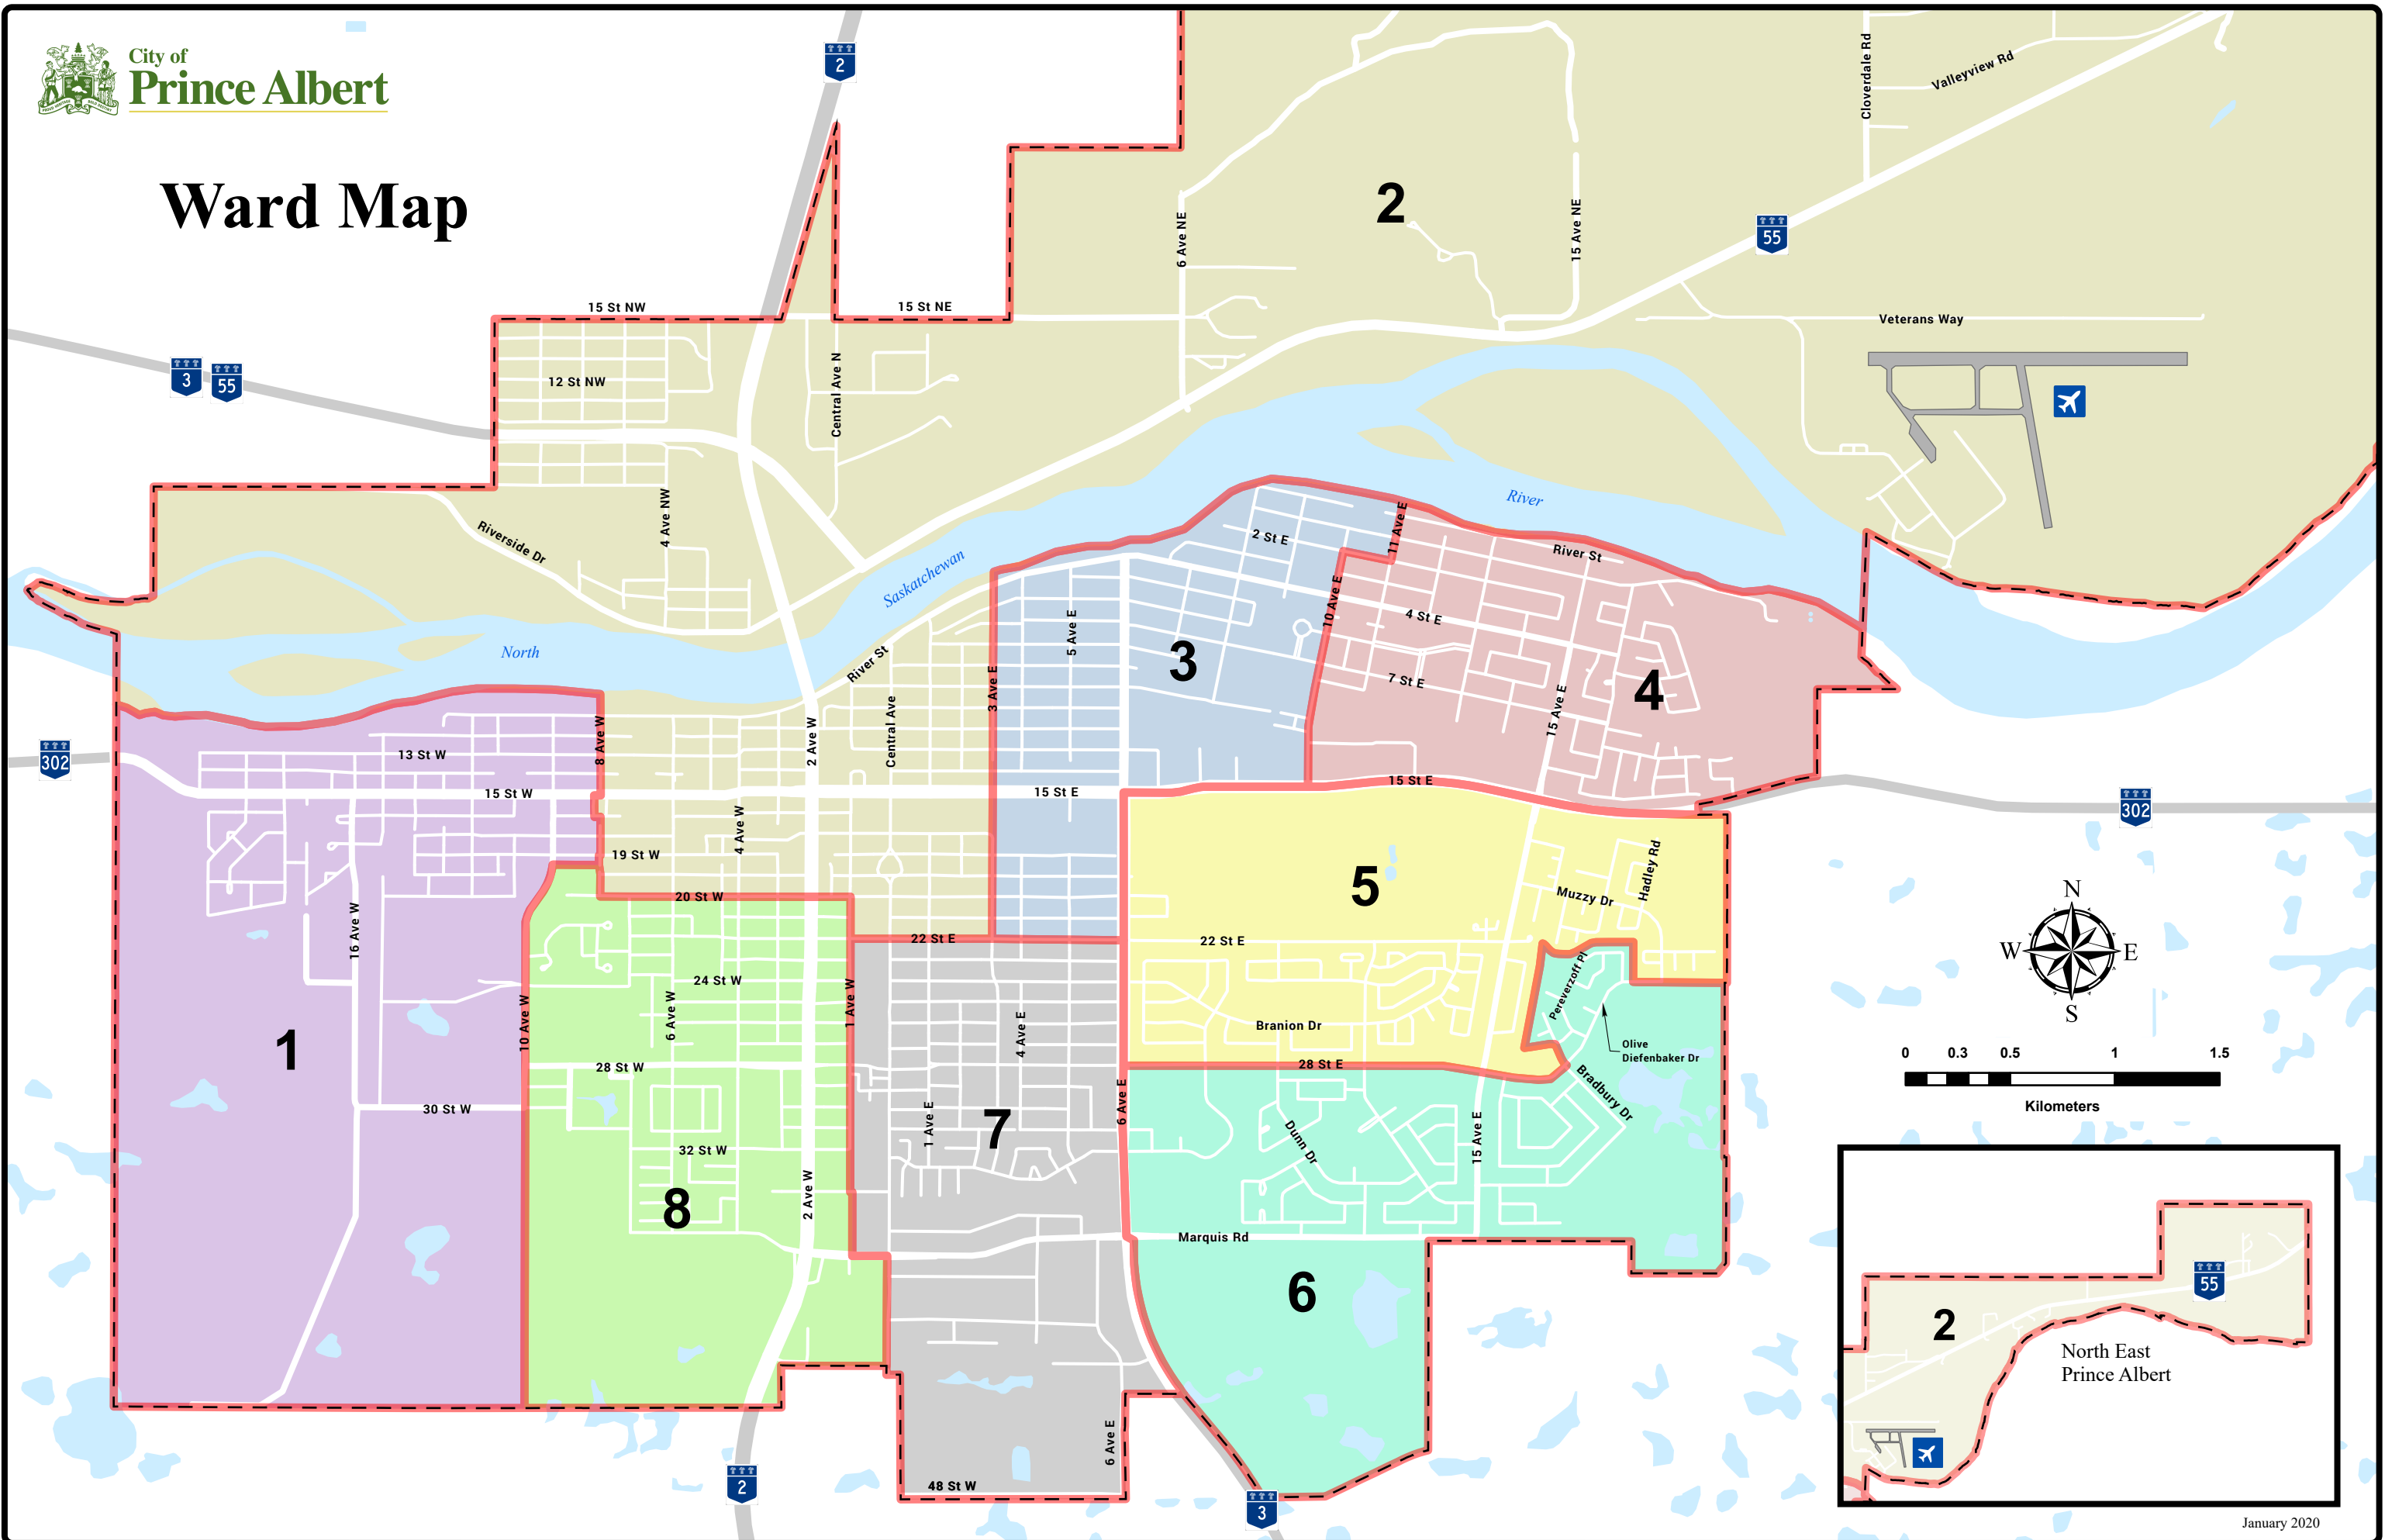 City of
Prince Albert
Ward Map
2
Cloverdale Rd
Valleyview Rd
6 Ave NE
2
15 Ave NE
55
15 St NW
15 St NE
Veterans Way
3
55
12 St NW
Central Ave N
4 Ave NW
Riverside Dr
River
2 St E
11 Ave E
River St
Saskatchewan
10 Ave E
4 St E
5 Ave E
North
River St
3
7 St E
4
3 Ave E
15 Ave E
Central Ave
2 Ave W
8 Ave W
13 St W
302
15 St W
15 St E
15 St E
302
4 Ave W
19 St W
20 St W
5
Muzzy Dr
Hadley Rd
16 Ave W
22 St E
22 St E
N
W
E
S
24 St W
6 Ave W
1 Ave W
10 Ave W
4 Ave E
Branion Dr
Pereverzoff Pl
Olive
Diefenbaker Dr
1
28 St W
28 St E
0
0.3
0.5
1
1.5
Kilometers
30 St W
1 Ave E
7
6 Ave E
Bradbury Dr
Dunn Dr
15 Ave E
32 St W
8
2 Ave W
Marquis Rd
6
55
2
North East
Prince Albert
6 Ave E
48 St W
2
3
January 2020